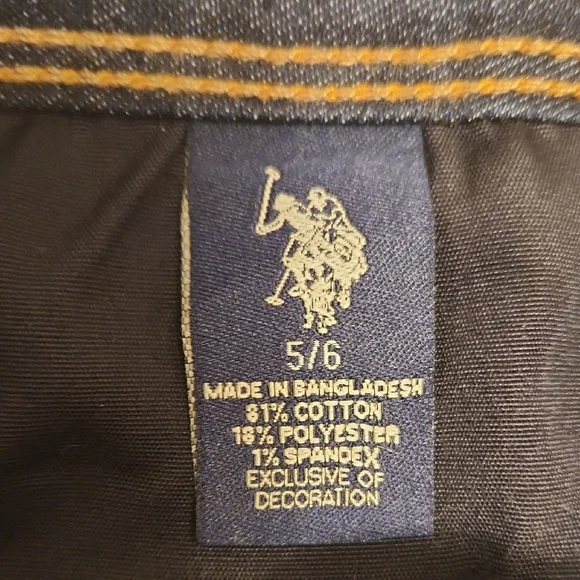 5/6
MADE IN BANGLADESH
81% COTTON
18% POLYESTER
1% SPANDEX
EXCLUSIVE OF
DECORATION